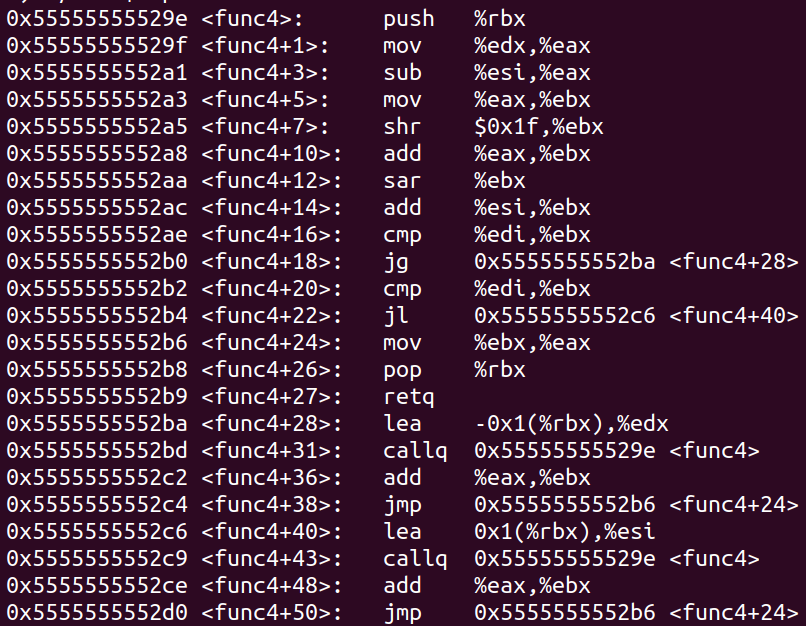 0x55555555529e <func4>: push %rbx
0x55555555529f <func4+1>: mov %edx,%eax
0x5555555552a1 <func4+3>: sub %esi,%eax
0x5555555552a3 <func4+5>: mov %eax,%ebx
0x5555555552a5 <func4+7>: shr $0x1f,%ebx
0x5555555552a8 <func4+10>: add %eax,%ebx
0x5555555552aa <func4+12>: sar %ebx
0x5555555552ac <func4+14>: add %esi,%ebx
0x5555555552ae <func4+16>: cmp %edi,%ebx
0x5555555552b0 <func4+18>: jg 0x5555555552ba <func4+28>
0x5555555552b2 <func4+20>: cmp %edi,%ebx
0x5555555552b4 <func4+22>: jl 0x5555555552c6 <func4+40>
0x5555555552b6 <func4+24>: mov %ebx,%eax
0x5555555552b8 <func4+26>: pop %rbx
0x5555555552b9 <func4+27>: retq
0x5555555552ba <func4+28>: lea -0x1(%rbx),%edx
0x5555555552bd <func4+31>: callq 0x55555555529e <func4>
0x5555555552c2 <func4+36>: add %eax,%ebx
0x5555555552c4 <func4+38>: jmp 0x5555555552b6 <func4+24>
0x5555555552c6 <func4+40>: lea 0x1(%rbx),%esi
0x5555555552c9 <func4+43>: callq 0x55555555529e <func4>
0x5555555552ce <func4+48>: add %eax,%ebx
0x5555555552d0 <func4+50>: jmp 0x5555555552b6 <func4+24>